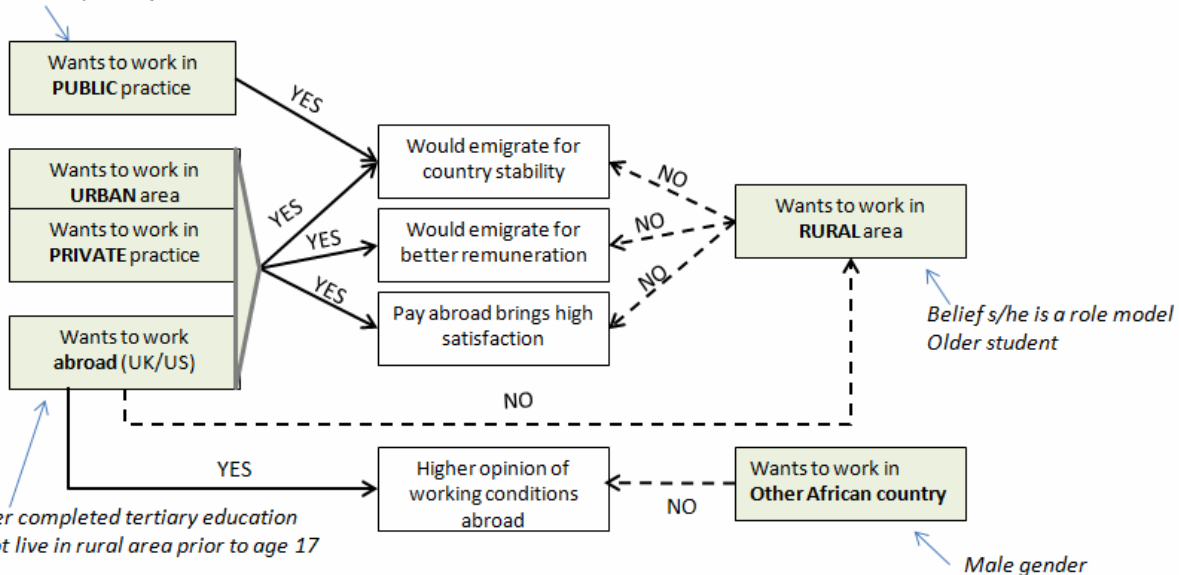 Wants to work in
PUBLIC practice
YES
Wants to work in
URBAN area
Wants to work in
PRIVATE practice
Wants to work
abroad (UK/US)
YES
YES
YES
Would emigrate for
country stability
Would emigrate for
better remuneration
Pay abroad brings high
satisfaction
NO
NO
NO
Wants to work in
RURAL area
Belief s/he is a role model
Older student
NO
YES
Higher opinion of
working conditions
abroad
NO
Wants to work in
Other African country
completed tertiary education
live in rural area prior to age 17
Male gender